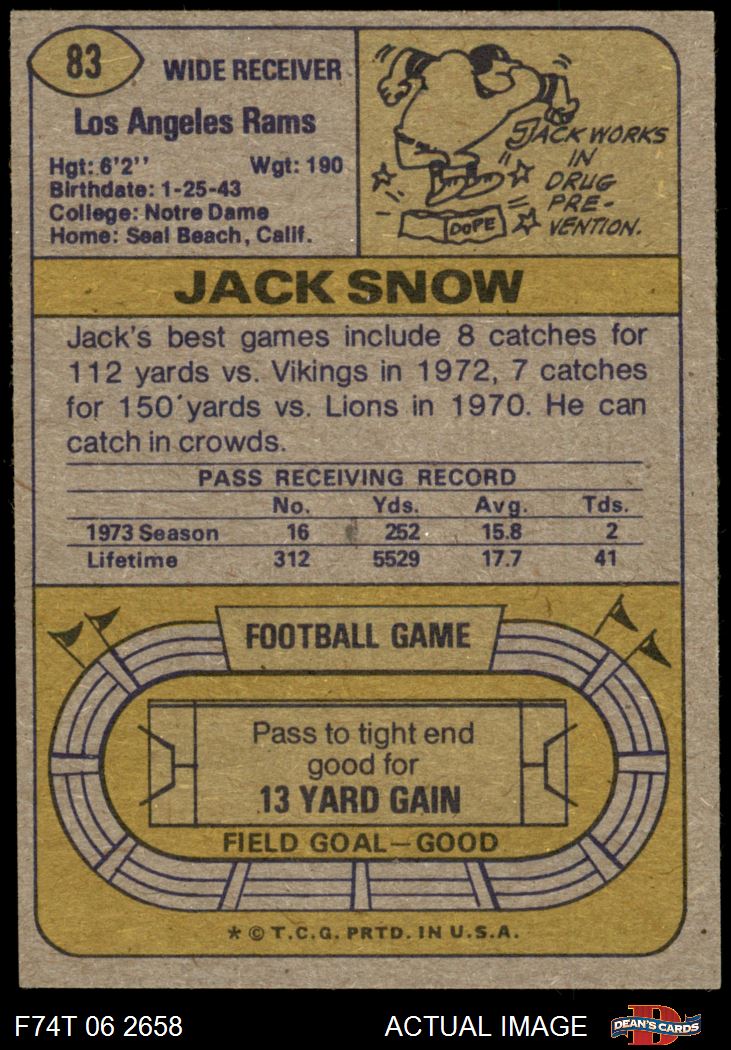 83
WIDE RECEIVER
Los Angeles Rams
Hgt: 6'2'' Wgt: 190
Birthdate: 1-25-43
College: Notre Dame
Home: Seal Beach, Calif.
JACK WORKS
IN
DRUG
PRE-
VENTION.
DOPE
JACK SNOW
Jack's best games include 8 catches for
112 yards vs. Vikings in 1972, 7 catches
for 150 yards vs. Lions in 1970. He can
catch in crowds.
PASS RECEIVING RECORD
No. Yds. Avg. Tds.
1973 Season 16 252 15.8 2
Lifetime 312 5529 17.7 41
FOOTBALL GAME
Pass to tight end
good for
13 YARD GAIN
FIELD GOAL—GOOD
* © T.C.G. PRTD. IN U.S.A.
F74T 06 2658 ACTUAL IMAGE
DEAN'S CARDS